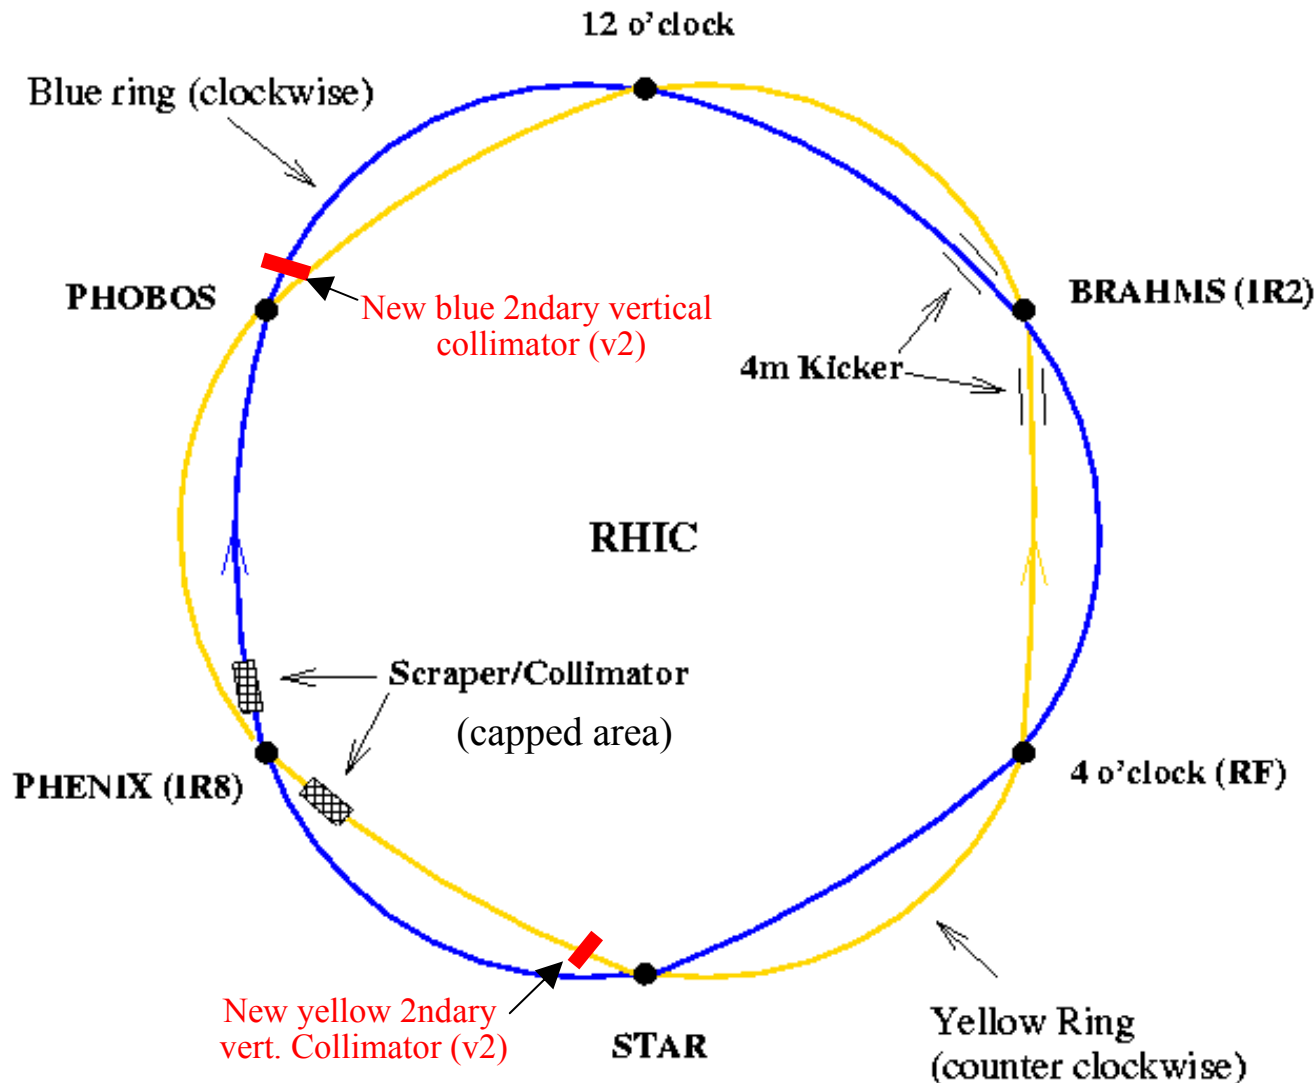 12 o'clock
Blue ring (clockwise)
PHOBOS
New blue 2ndary vertical
collimator (v2)
BRAHMS (IR2)
4m Kicker
RHIC
Scraper/Collimator
(capped area)
PHENIX (IR8)
4 o'clock (RF)
New yellow 2ndary
vert. Collimator (v2)
STAR
Yellow Ring
(counter clockwise)